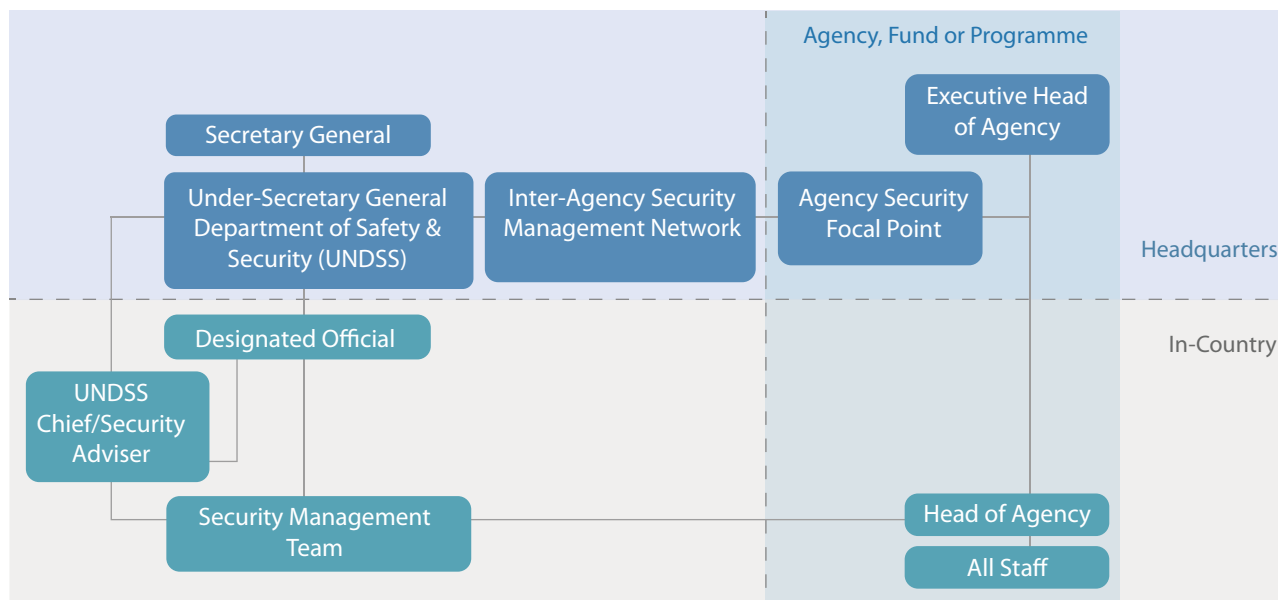 Agency, Fund or Programme
Executive Head
of Agency
Secretary General
Under-Secretary General
Department of Safety &
Security (UNDSS)
Inter-Agency Security
Management Network
Agency Security
Focal Point
Headquarters
Designated Official
In-Country
UNDSS
Chief/Security
Adviser
Security Management
Team
Head of Agency
All Staff